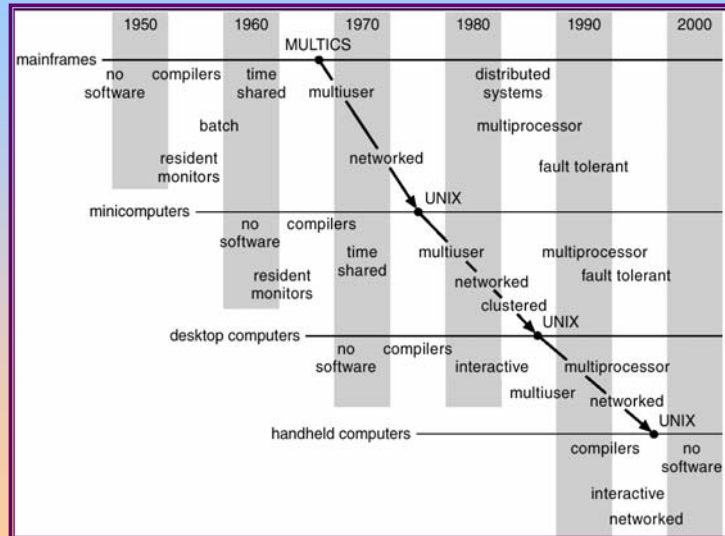 1950 1960 1970 1980 1990 2000
MULTICS
mainframes
no compilers time distributed
software shared multiuser systems
batch multiprocessor
resident networked fault tolerant
monitors
UNIX
minicomputers
no compilers
software
time multiuser multiprocessor
shared
resident networked fault tolerant
monitors
clustered
UNIX
desktop computers
no compilers
software
interactive multiprocessor
multiuser
networked
UNIX
handheld computers
compilers no
software
interactive
networked